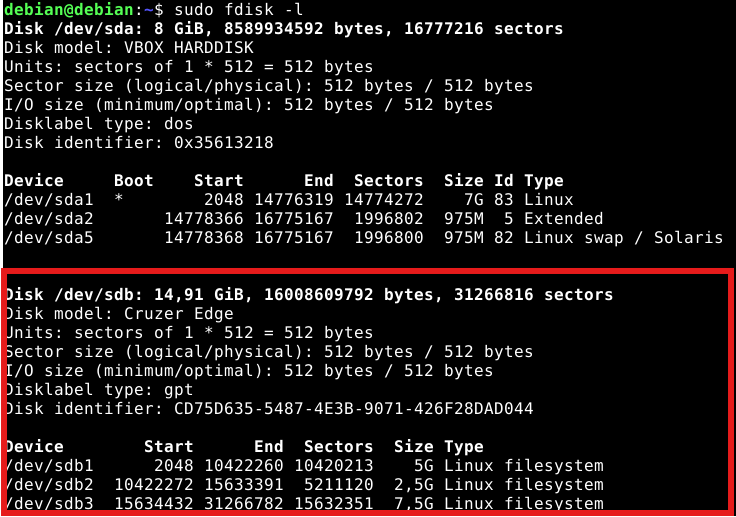 debian@debian:~$ sudo fdisk -l
Disk /dev/sda: 8 GiB, 8589934592 bytes, 16777216 sectors
Disk model: VBOX HARDDISK
Units: sectors of 1 * 512 = 512 bytes
Sector size (logical/physical): 512 bytes / 512 bytes
I/O size (minimum/optimal): 512 bytes / 512 bytes
Disklabel type: dos
Disk identifier: 0x35613218
Device     Boot    Start      End  Sectors  Size Id Type
/dev/sda1  *        2048 14776319 14774272    7G 83 Linux
/dev/sda2       14778366 16775167  1996802  975M  5 Extended
/dev/sda5       14778368 16775167  1996800  975M 82 Linux swap / Solaris
Disk /dev/sdb: 14,91 GiB, 16008609792 bytes, 31266816 sectors
Disk model: Cruzer Edge
Units: sectors of 1 * 512 = 512 bytes
Sector size (logical/physical): 512 bytes / 512 bytes
I/O size (minimum/optimal): 512 bytes / 512 bytes
Disklabel type: gpt
Disk identifier: CD75D635-5487-4E3B-9071-426F28DAD044
Device        Start      End  Sectors  Size Type
/dev/sdb1      2048 10422260 10420213    5G Linux filesystem
/dev/sdb2  10422272 15633391  5211120  2,5G Linux filesystem
/dev/sdb3  15634432 31266782 15632351  7,5G Linux filesystem